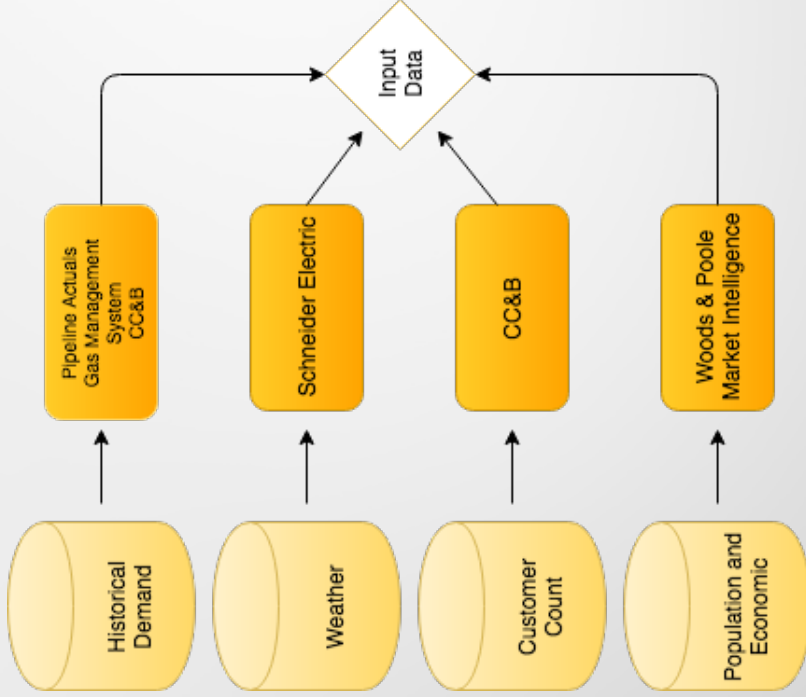 Historical
Demand
Weather
Customer
Count
Population and
Economic
Pipeline Actuals
Gas Management
System
CC&B
Schneider Electric
CC&B
Woods & Poole
Market Intelligence
Input
Data